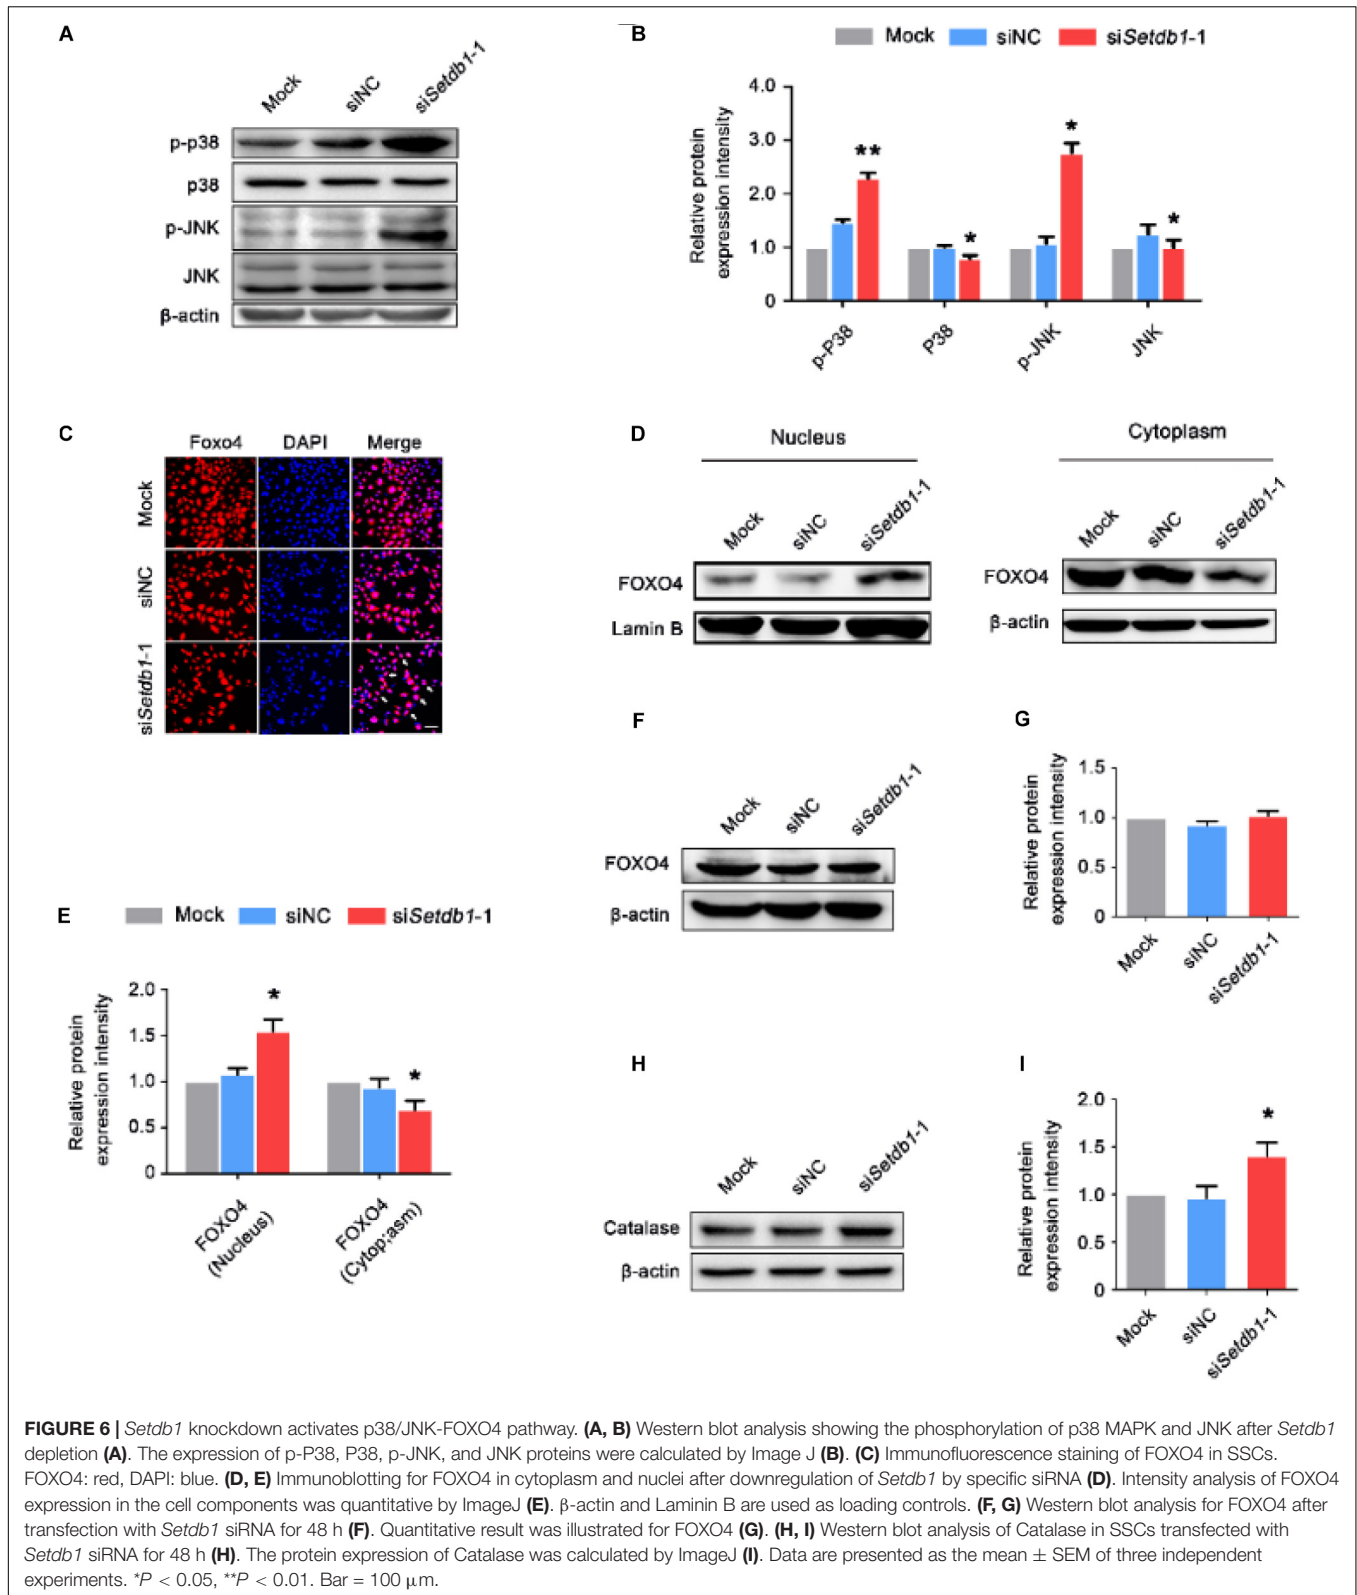 A
Mock
siNC
siSetdb1-1
p-p38
p38
p-JNK
JNK
β-actin
B
Mock siNC siSetdb1-1
Relative protein
expression intensity
4.0
3.0
2.0
1.0
0
**
*
*
*
p-P38
P38
p-JNK
JNK
C
Foxo4 DAPI Merge
Mock
siNC
siSetdb1-1
D
Nucleus
Cytoplasm
Mock
siNC
siSetdb1-1
FOXO4
Lamin B
Mock
siNC
siSetdb1-1
FOXO4
β-actin
E
Mock siNC siSetdb1-1
Relative protein
expression intensity
2.0
1.5
1.0
0.5
0
*
*
FOXO4
(Nucleus)
FOXO4
(Cytop;asm)
F
Mock
siNC
siSetdb1-1
FOXO4
β-actin
G
Relative protein
expression intensity
1.5
1.0
0.5
0
Mock
siNC
siSetdb1-1
H
Mock
siNC
siSetdb1-1
Catalase
β-actin
I
Relative protein
expression intensity
2.0
1.5
1.0
0.5
0
*
Mock
siNC
siSetdb1-1
FIGURE 6 | Setdb1 knockdown activates p38/JNK-FOXO4 pathway. (A, B) Western blot analysis showing the phosphorylation of p38 MAPK and JNK after Setdb1
depletion (A). The expression of p-P38, P38, p-JNK, and JNK proteins were calculated by Image J (B). (C) Immunofluorescence staining of FOXO4 in SSCs.
FOXO4: red, DAPI: blue. (D, E) Immunoblotting for FOXO4 in cytoplasm and nuclei after downregulation of Setdb1 by specific siRNA (D). Intensity analysis of FOXO4
expression in the cell components was quantitative by ImageJ (E). β-actin and Laminin B are used as loading controls. (F, G) Western blot analysis for FOXO4 after
transfection with Setdb1 siRNA for 48 h (F). Quantitative result was illustrated for FOXO4 (G). (H, I) Western blot analysis of Catalase in SSCs transfected with
Setdb1 siRNA for 48 h (H). The protein expression of Catalase was calculated by ImageJ (I). Data are presented as the mean ± SEM of three independent
experiments. *P < 0.05, **P < 0.01. Bar = 100 μm.